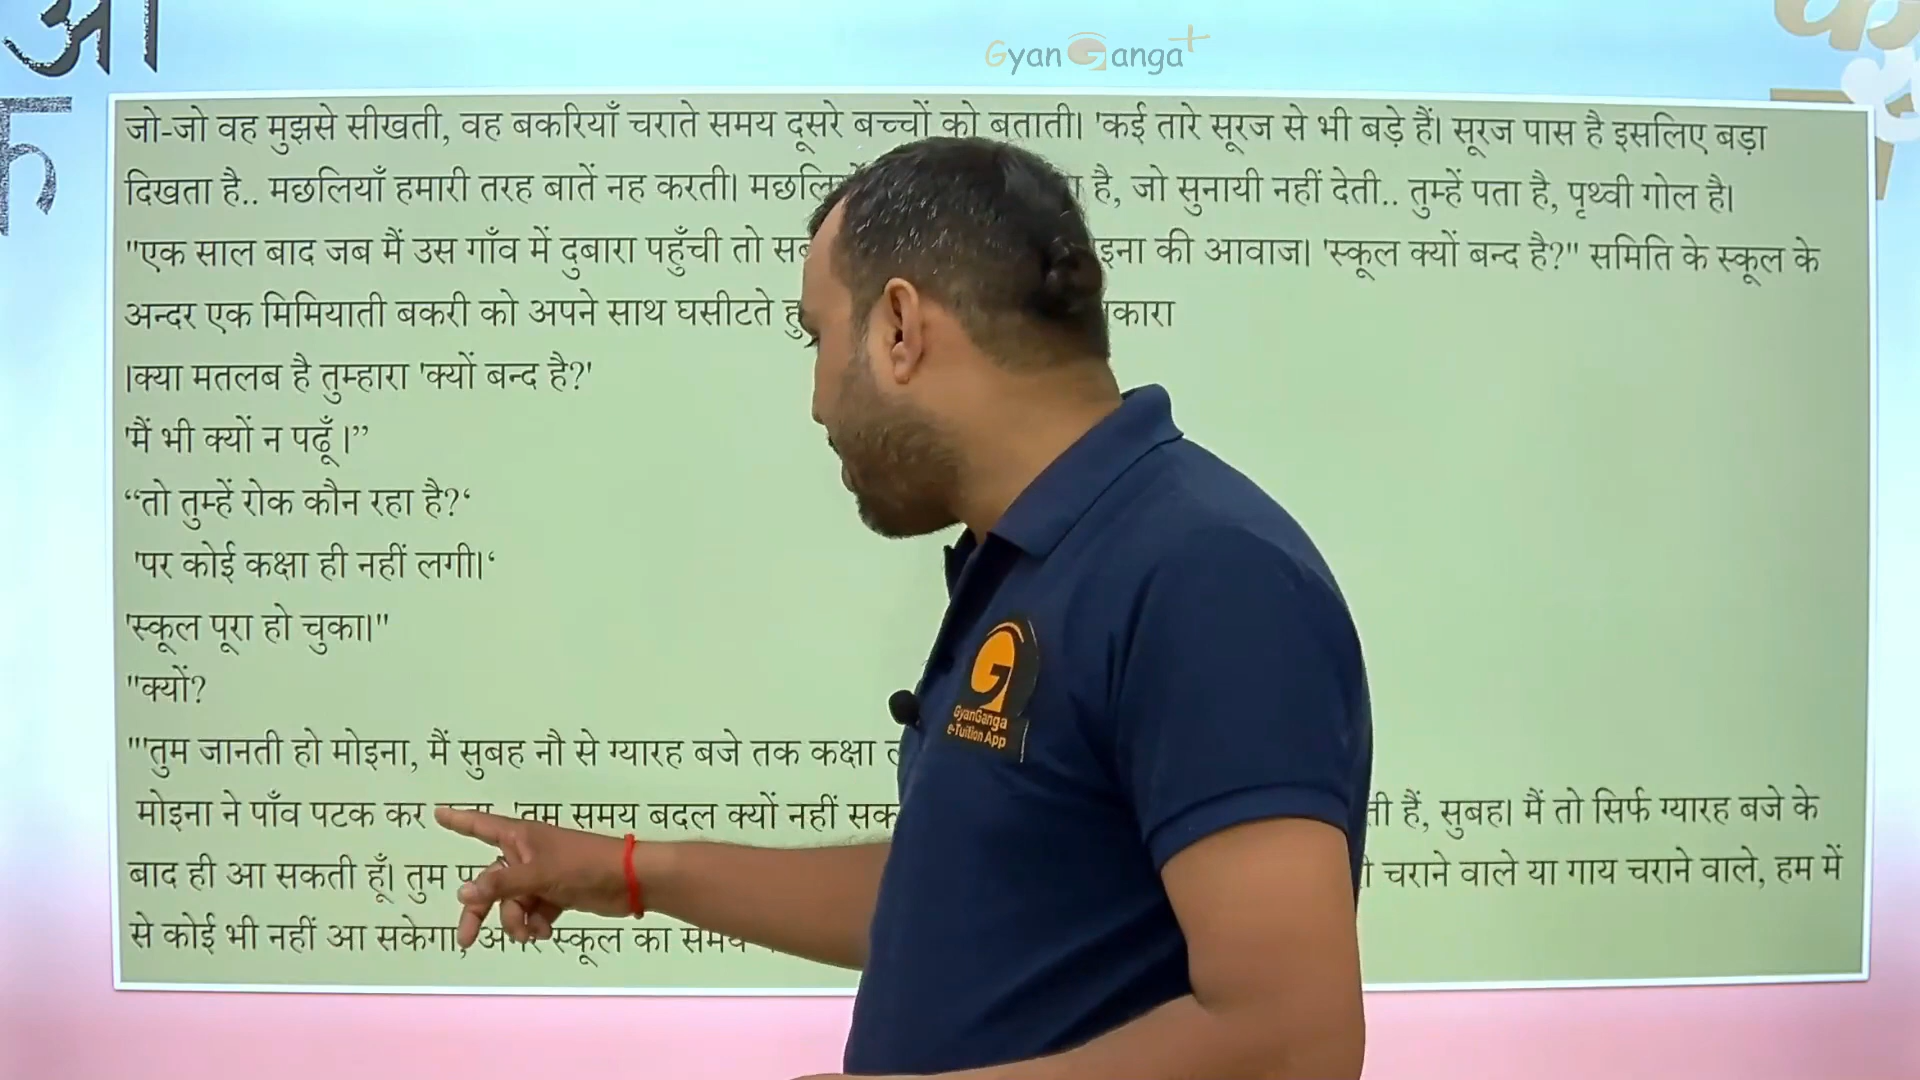 GyanGanga+
जो-जो वह मुझसे सीखती, वह बकरियाँ चराते समय दूसरे बच्चों को बताती। 'कई तारे सूरज से भी बड़े हैं। सूरज पास है इसलिए बड़ा
दिखता है.. मछलियाँ हमारी तरह बातें नह करती। है, जो सुनायी नहीं देती.. तुम्हें पता है, पृथ्वी गोल है।
"एक साल बाद जब मैं उस गाँव में दुबारा पहुँची तो की आवाज। 'स्कूल क्यों बन्द है?" समिति के स्कूल के
अन्दर एक मिमियाती बकरी को अपने साथ घसीटते
।क्या मतलब है तुम्हारा 'क्यों बन्द है?'
'मैं भी क्यों न पढूँ ।”
“तो तुम्हें रोक कौन रहा है?‘
'पर कोई कक्षा ही नहीं लगी।‘
'स्कूल पूरा हो चुका।"
"क्यों?
"'तुम जानती हो मोइना, मैं सुबह नौ से ग्यारह बजे तक कक्षा
मोइना ने पाँव पटक कर 'तुम समय बदल क्यों नहीं हैं, सुबह। मैं तो सिर्फ ग्यारह बजे के
बाद ही आ सकती हूँ। तुम चराने वाले या गाय चराने वाले, हम में
से कोई भी नहीं आ सकेगा, स्कूल का
GyanGanga
e-Tuition App